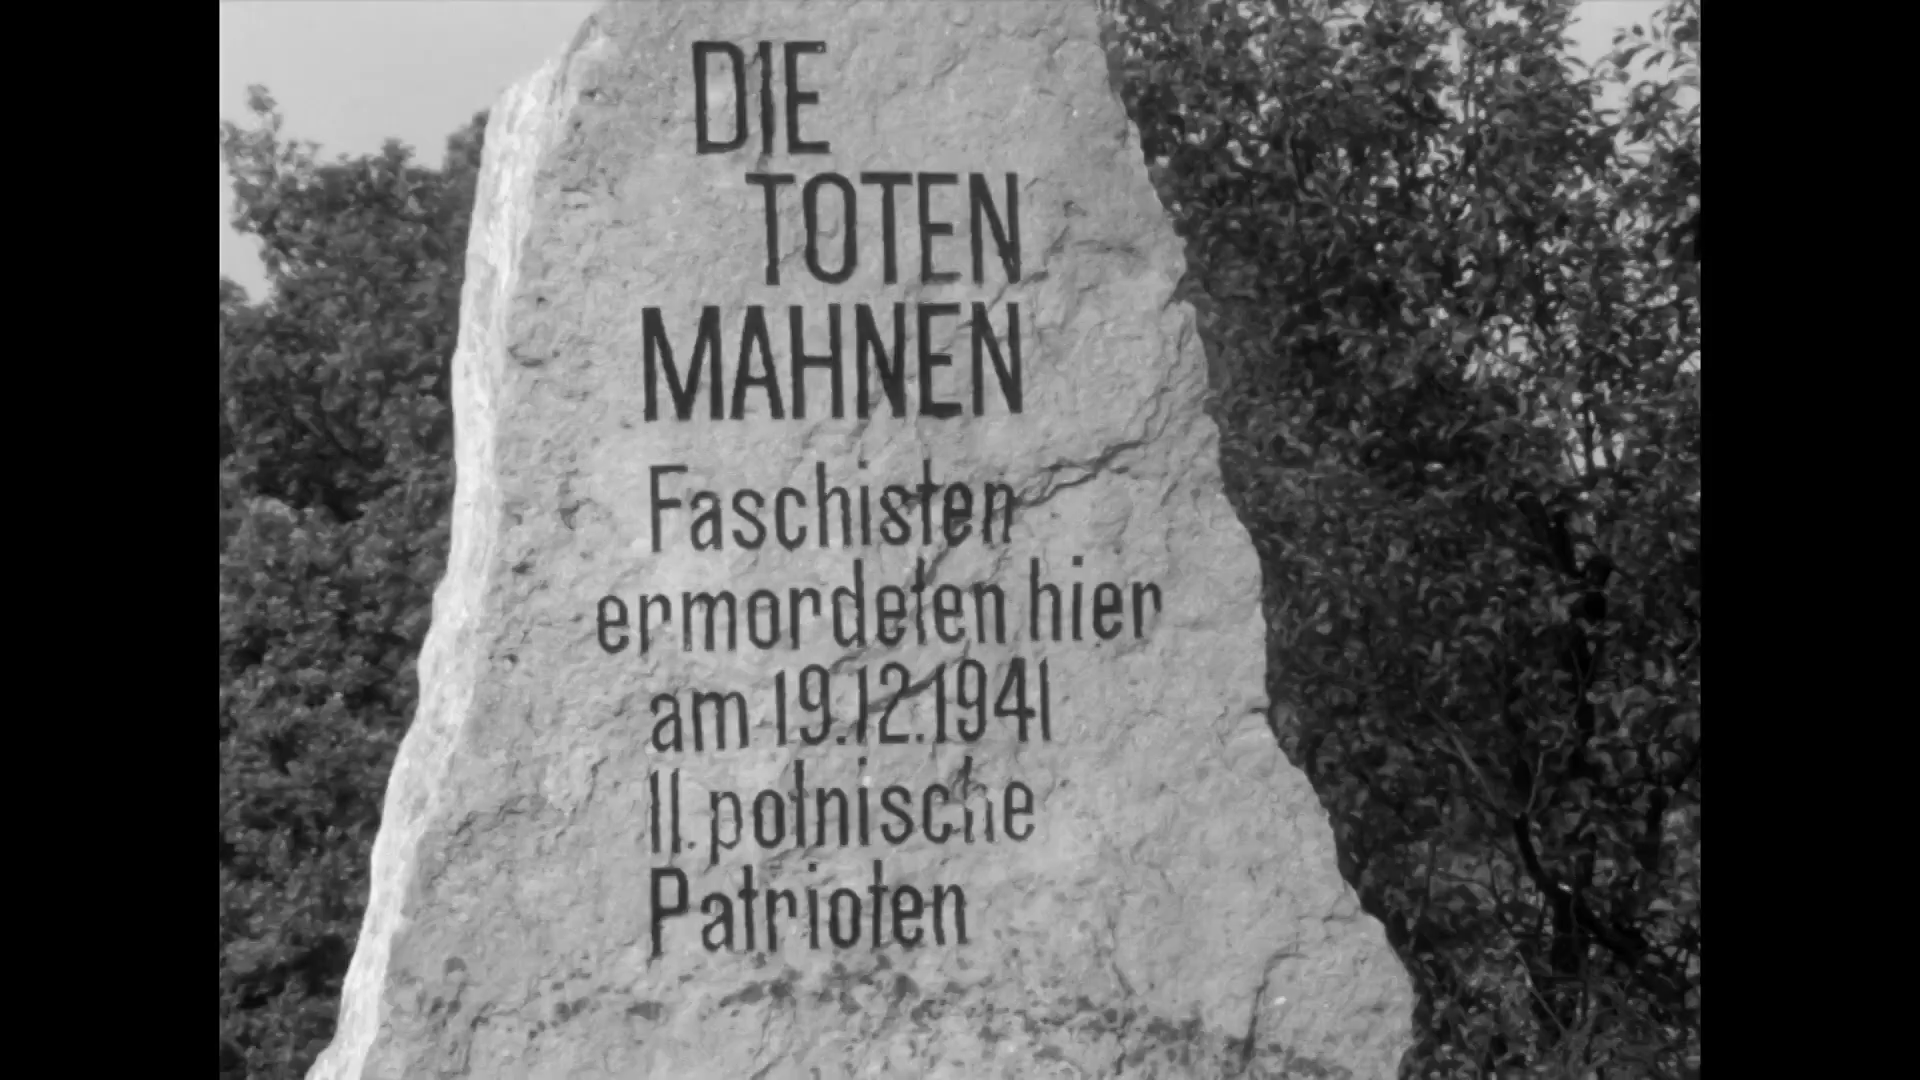 DIE
TOTEN
MAHNEN
Faschisten
ermordeten hier
am 19.12.1941
11. polnische
Patrioten